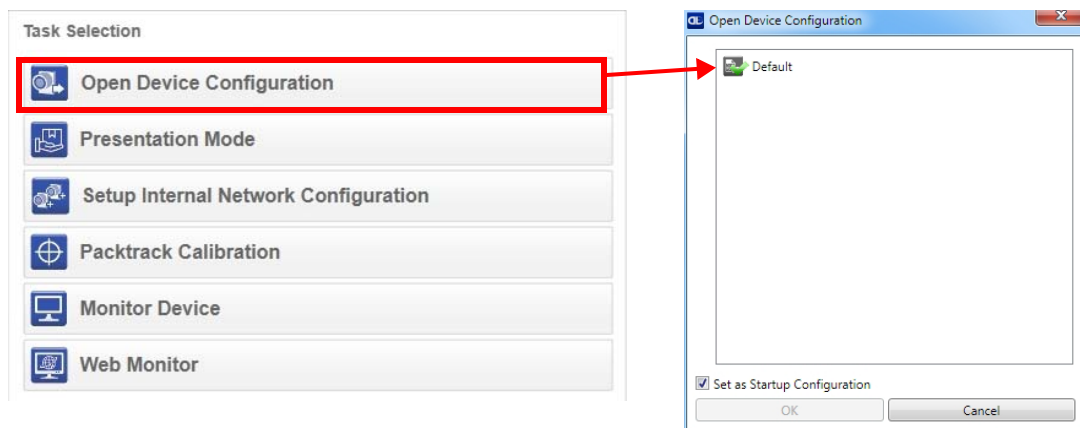 Task Selection
Open Device Configuration
Presentation Mode
Setup Internal Network Configuration
Packtrack Calibration
Monitor Device
Web Monitor
Open Device Configuration
Default
Set as Startup Configuration
OK
Cancel